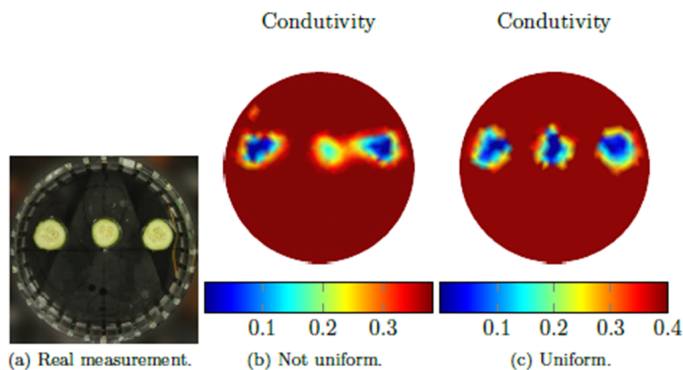 Condutivity
Condutivity
0.1 0.2 0.3
0.1 0.2 0.3 0.4
(a) Real measurement.
(b) Not uniform.
(c) Uniform.